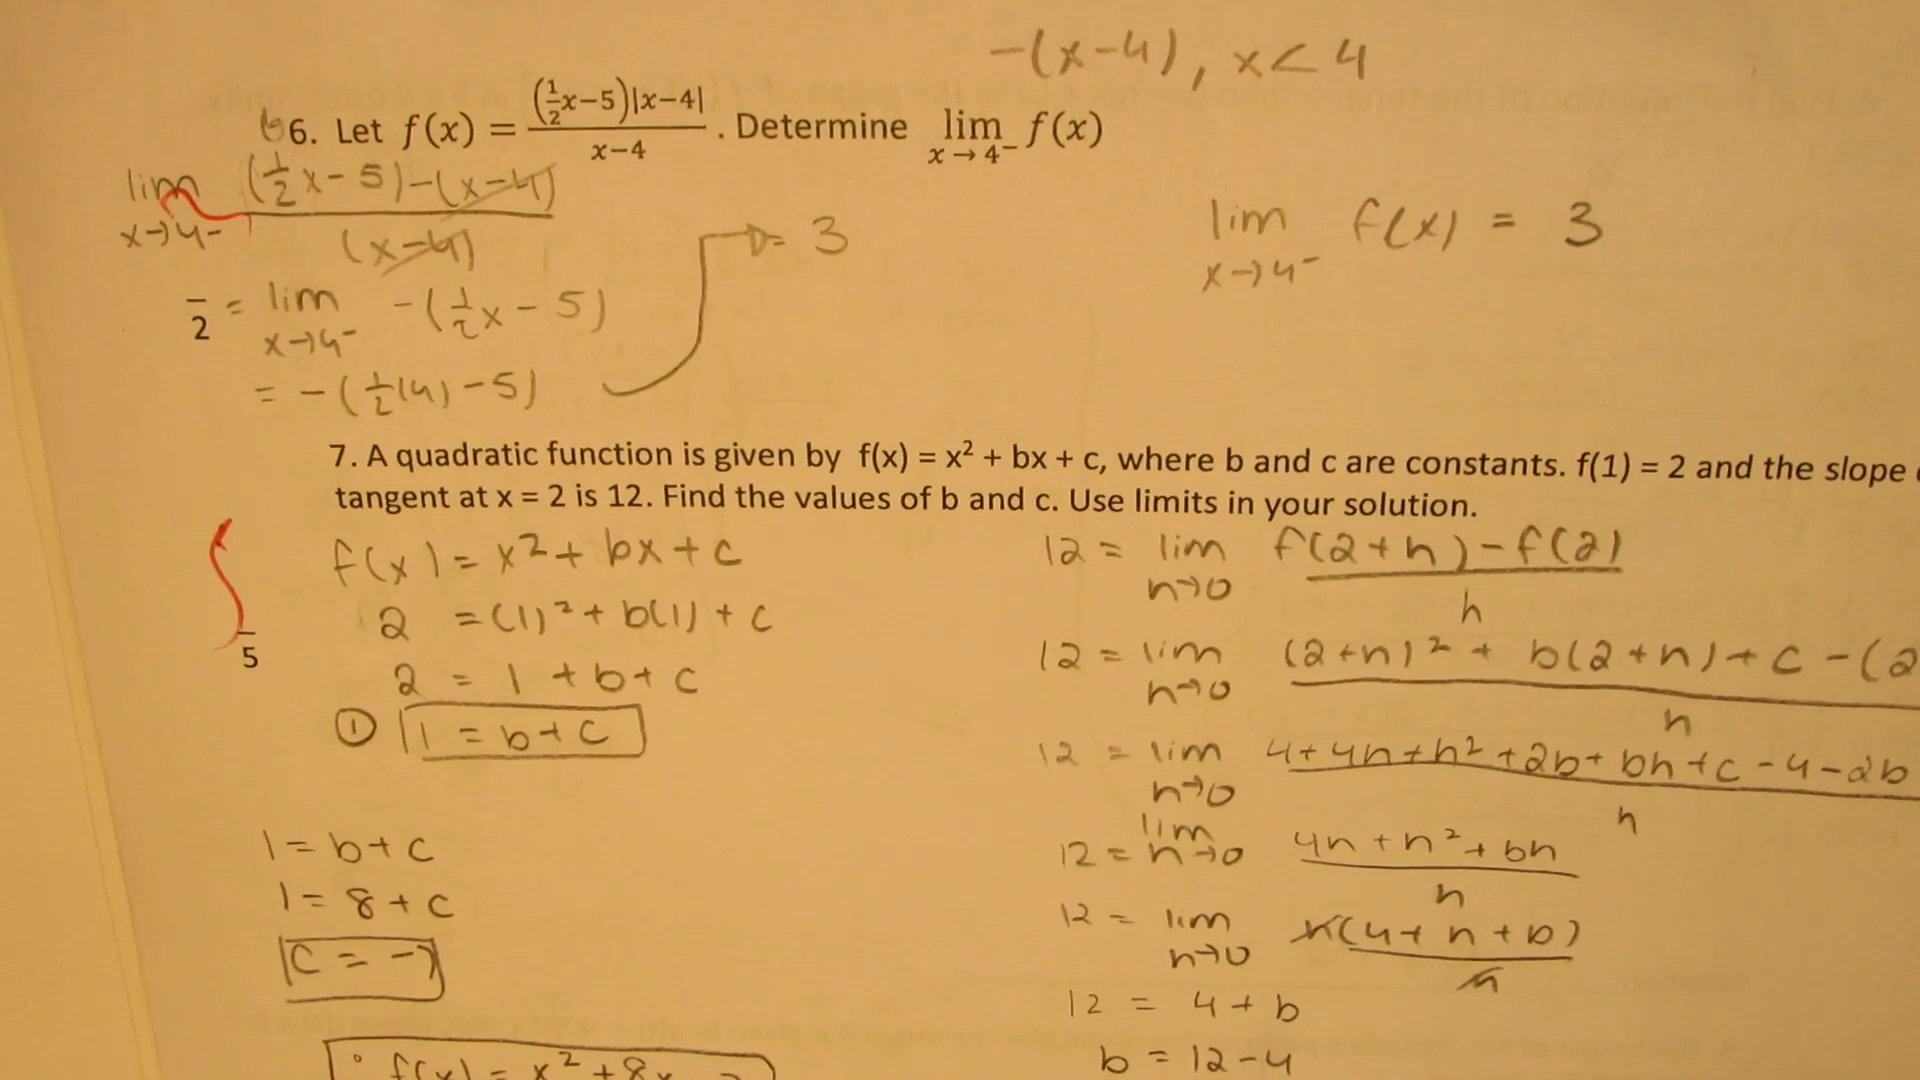 -(x-4), x<4
6. Let f(x) = ((1/2)x-5)|x-4| / x-4 . Determine lim x→4⁻ f(x)
lim x→4⁻ ((1/2)x-5)-(x-4) / (x-4)
→ 3
lim x→4⁻ f(x) = 3
= lim x→4⁻ -((1/2)x-5)
2
= -((1/2)(4)-5)
7. A quadratic function is given by f(x) = x² + bx + c, where b and c are constants. f(1) = 2 and the slope
tangent at x = 2 is 12. Find the values of b and c. Use limits in your solution.
5
f(x) = x² + bx + c
2 = (1)² + b(1) + c
2 = 1 + b + c
① 1 = b + c
1 = b + c
1 = 8 + c
c = -7
f(x) = x² + 8x
12 = lim h→0 f(2+h) - f(2) / h
12 = lim h→0 (2+h)² + b(2+h) + c - (2 / h
12 = lim h→0 4 + 4h + h² + 2b + bh + c - 4 - 2b / h
12 = lim h→0 4h + h² + bh / h
12 = lim h→0 h(4 + h + b) / h
12 = 4 + b
b = 12 - 4